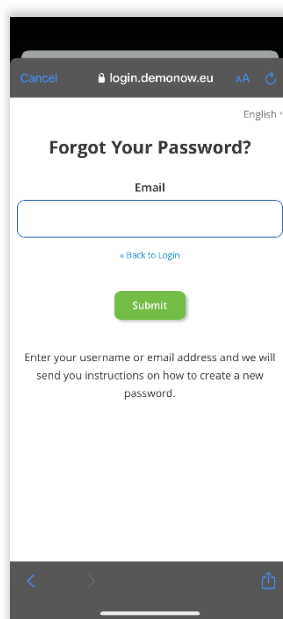 Cancel login.demonow.eu AA
English
Forgot Your Password?
Email
« Back to Login
Submit
Enter your username or email address and we will
send you instructions on how to create a new
password.